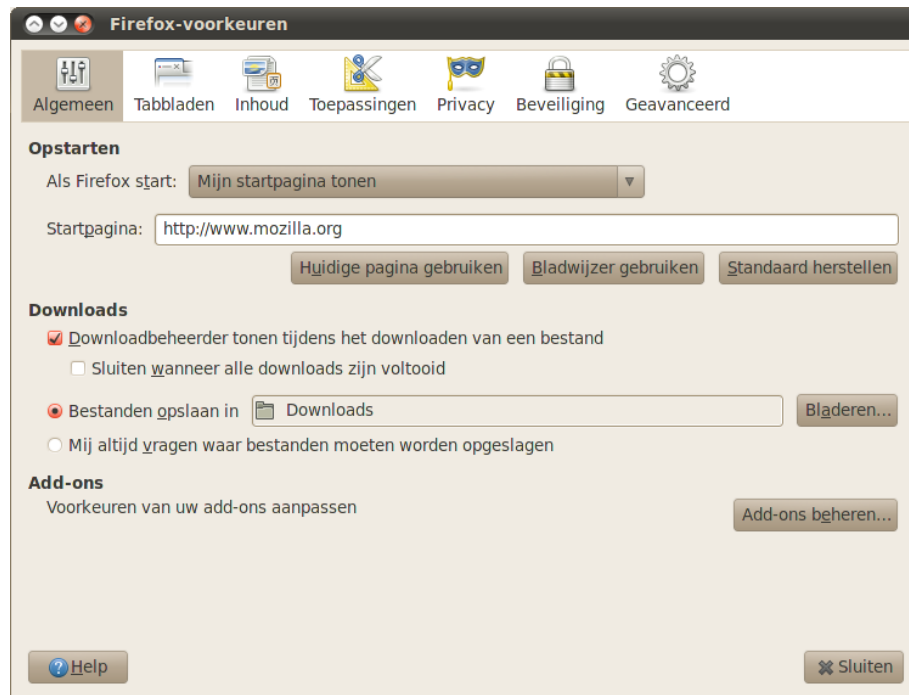 Firefox-voorkeuren
Algemeen Tabbladen Inhoud Toepassingen Privacy Beveiliging Geavanceerd
Opstarten
Als Firefox start: Mijn startpagina tonen
Startpagina: http://www.mozilla.org
Huidige pagina gebruiken Bladwijzer gebruiken Standaard herstellen
Downloads
Downloadbeheerder tonen tijdens het downloaden van een bestand
Sluiten wanneer alle downloads zijn voltooid
Bestanden opslaan in Downloads Bladeren...
Mij altijd vragen waar bestanden moeten worden opgeslagen
Add-ons
Voorkeuren van uw add-ons aanpassen
Add-ons beheren...
Help Sluiten